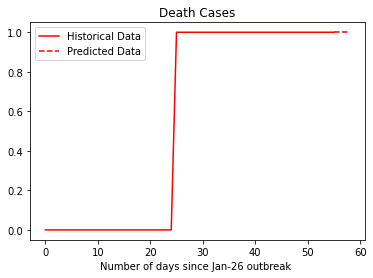 Death Cases
Historical Data
Predicted Data
1.0
0.8
0.6
0.4
0.2
0.0
0 10 20 30 40 50 60
Number of days since Jan-26 outbreak